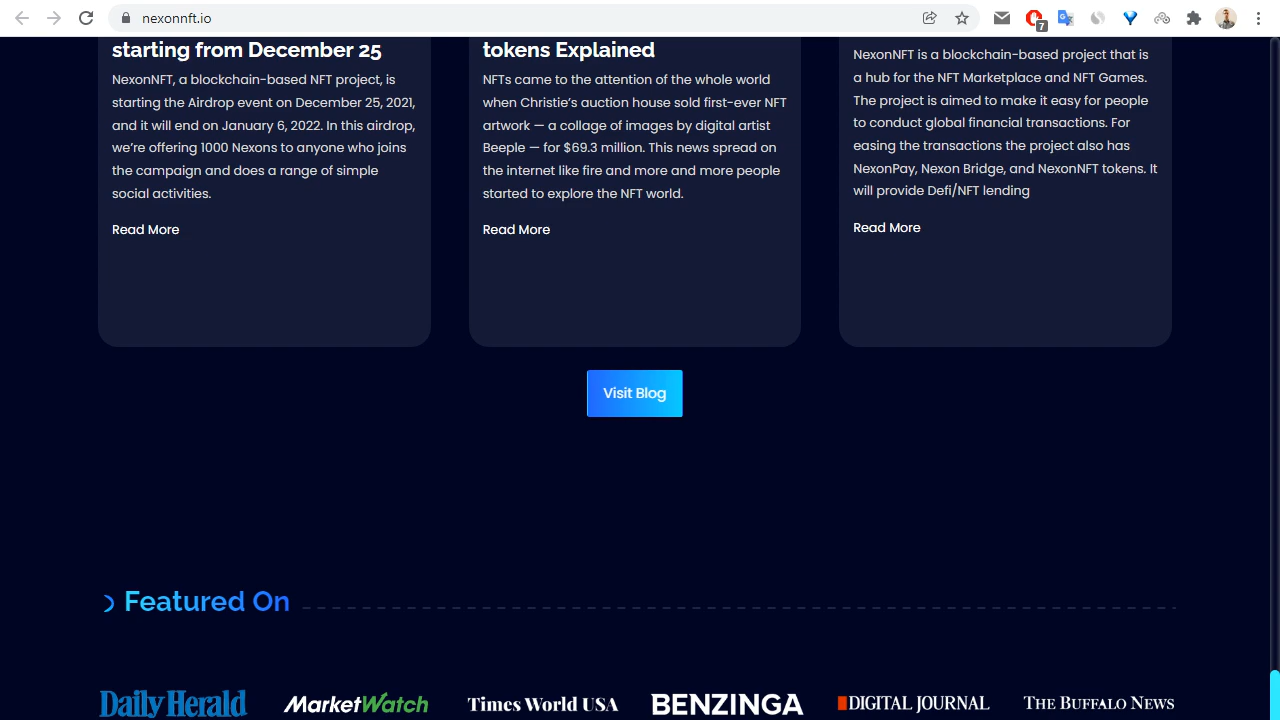 nexonnft.io
7
starting from December 25
NexonNFT, a blockchain-based NFT project, is
starting the Airdrop event on December 25, 2021,
and it will end on January 6, 2022. In this airdrop,
we're offering 1000 Nexons to anyone who joins
the campaign and does a range of simple
social activities.
Read More
tokens Explained
NFTs came to the attention of the whole world
when Christie's auction house sold first-ever NFT
artwork — a collage of images by digital artist
Beeple — for $69.3 million. This news spread on
the internet like fire and more and more people
started to explore the NFT world.
Read More
NexonNFT is a blockchain-based project that is
a hub for the NFT Marketplace and NFT Games.
The project is aimed to make it easy for people
to conduct global financial transactions. For
easing the transactions the project also has
NexonPay, Nexon Bridge, and NexonNFT tokens. It
will provide Defi/NFT lending
Read More
Visit Blog
Featured On
Daily Herald
MarketWatch
Times World USA
BENZINGA
DIGITAL JOURNAL
THE BUFFALO NEWS